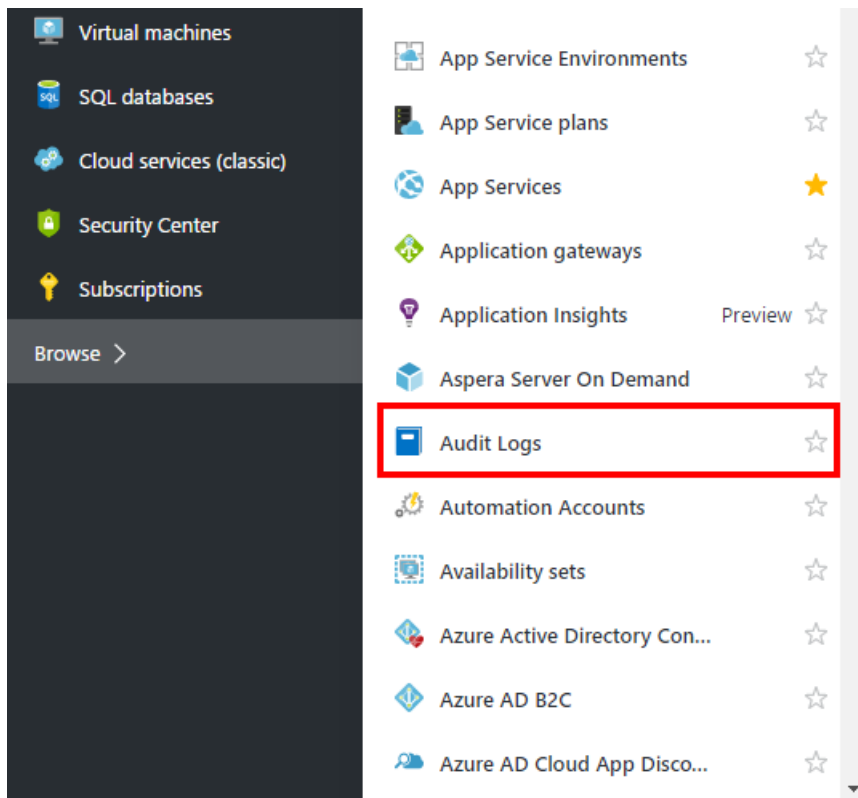 Virtual machines
SQL databases
Cloud services (classic)
Security Center
Subscriptions
Browse >
App Service Environments
App Service plans
App Services
Application gateways
Application Insights Preview
Aspera Server On Demand
Audit Logs
Automation Accounts
Availability sets
Azure Active Directory Con...
Azure AD B2C
Azure AD Cloud App Disco...